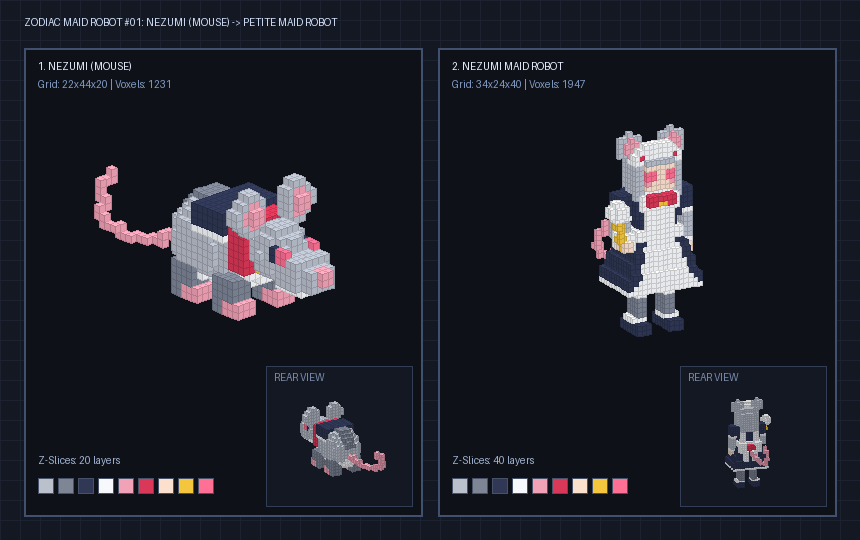 ZODIAC MAID ROBOT #01: NEZUMI (MOUSE) -> PETITE MAID ROBOT
1. NEZUMI (MOUSE)
Grid: 22x44x20 | Voxels: 1231
REAR VIEW
Z-Slices: 20 layers
2. NEZUMI MAID ROBOT
Grid: 34x24x40 | Voxels: 1947
REAR VIEW
Z-Slices: 40 layers